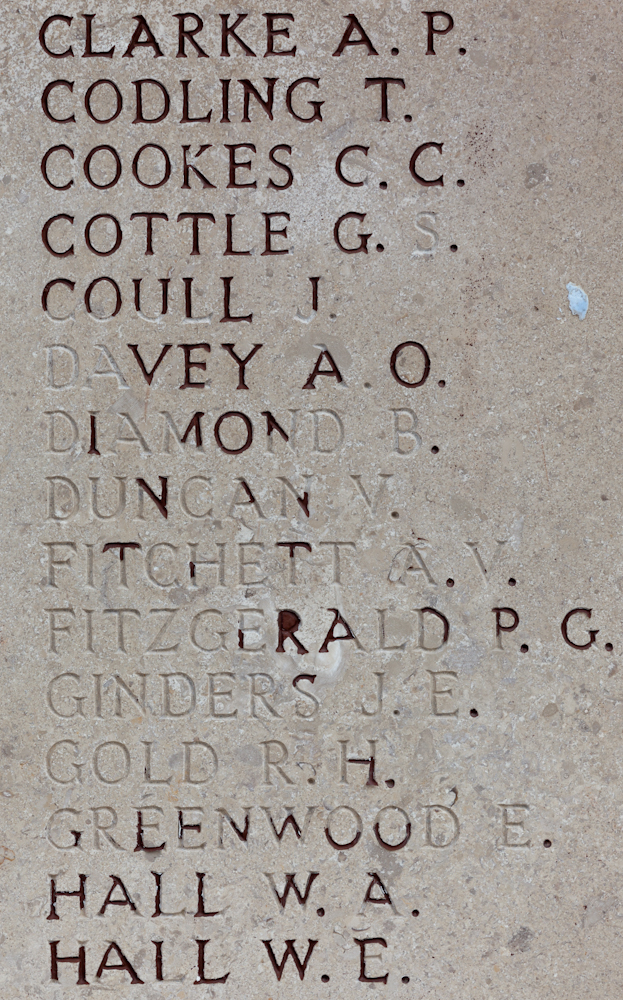 CLARKE A. P.
CODLING T.
COOKES C. C.
COTTLE G. S.
COULL J.
DAVEY A. O.
DIAMOND B.
DUNCAN V.
FITCHETT A. V.
FITZGERALD P. G.
GINDERS J. E.
GOLD R. H.
GREENWOOD E.
HALL W. A.
HALL W. E.